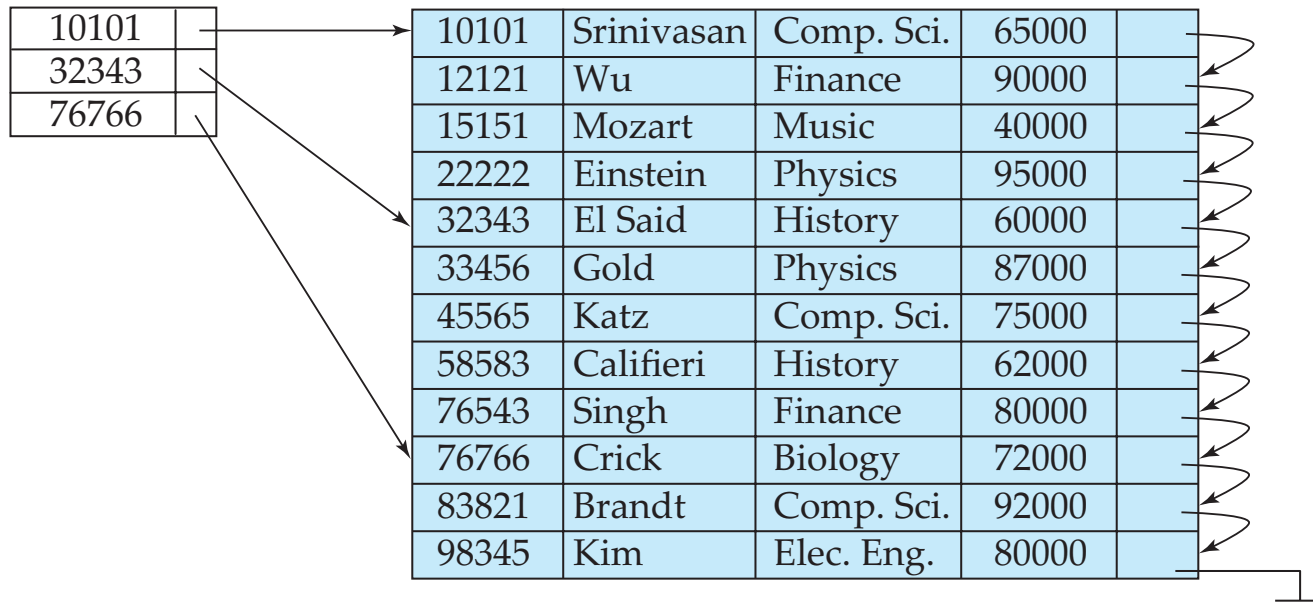 10101
32343
76766
10101 Srinivasan Comp. Sci. 65000
12121 Wu Finance 90000
15151 Mozart Music 40000
22222 Einstein Physics 95000
32343 El Said History 60000
33456 Gold Physics 87000
45565 Katz Comp. Sci. 75000
58583 Califieri History 62000
76543 Singh Finance 80000
76766 Crick Biology 72000
83821 Brandt Comp. Sci. 92000
98345 Kim Elec. Eng. 80000